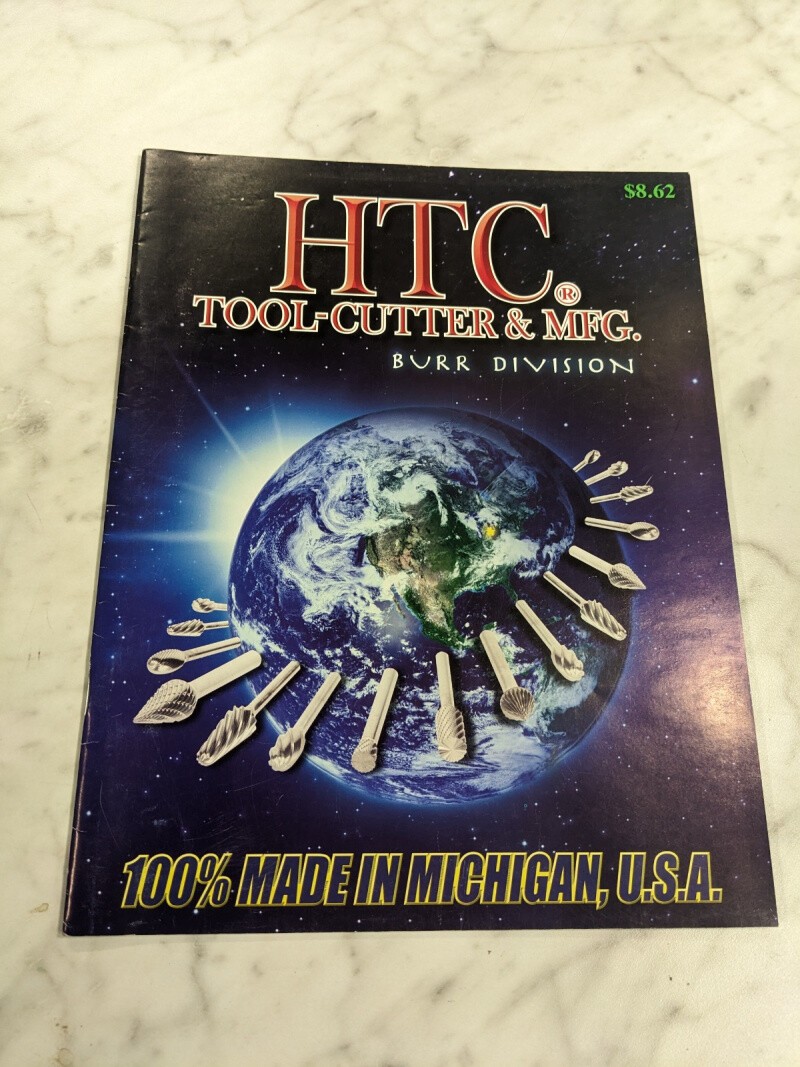 $8.62
HTC®
TOOL-CUTTER & MFG.
BURR DIVISION
100% MADE IN MICHIGAN, U.S.A.